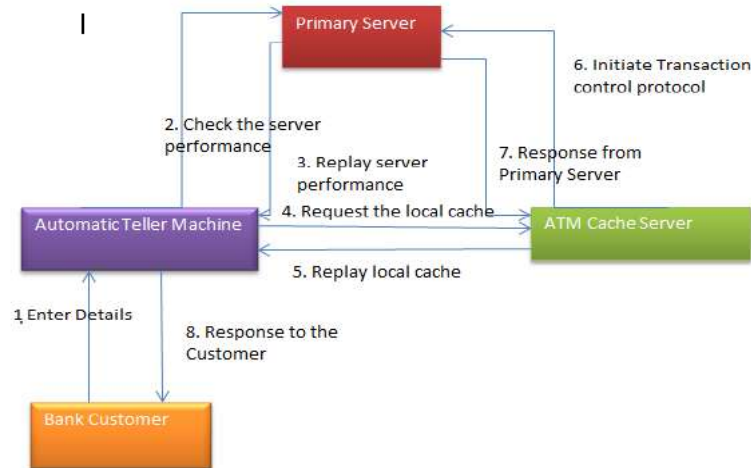 I
Primary Server
6. Initiate Transaction
control protocol
2. Check the server
performance
3. Replay server
performance
7. Response from
Primary Server
4. Request the local cache
Automatic Teller Machine
ATM Cache Server
5. Replay local cache
1 Enter Details
8. Response to the
Customer
Bank Customer